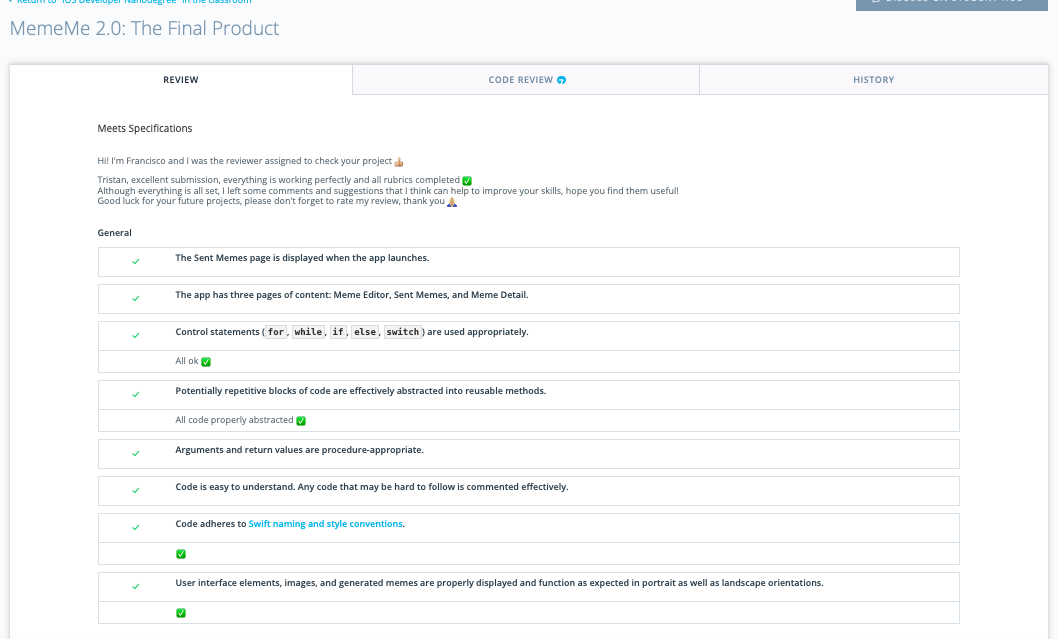 Return to "iOS Developer Nanodegree" in the classroom
DISCUSS ON STUDENT HUB
MemeMe 2.0: The Final Product
REVIEW
CODE REVIEW 7
HISTORY
Meets Specifications
Hi! I'm Francisco and I was the reviewer assigned to check your project 👍🏼
Tristan, excellent submission, everything is working perfectly and all rubrics completed ✅
Although everything is all set, I left some comments and suggestions that I think can help to improve your skills, hope you find them useful!
Good luck for your future projects, please don't forget to rate my review, thank you 🙏🏼
General
The Sent Memes page is displayed when the app launches.
The app has three pages of content: Meme Editor, Sent Memes, and Meme Detail.
Control statements (for, while, if, else, switch) are used appropriately.
All ok ✅
Potentially repetitive blocks of code are effectively abstracted into reusable methods.
All code properly abstracted ✅
Arguments and return values are procedure-appropriate.
Code is easy to understand. Any code that may be hard to follow is commented effectively.
Code adheres to Swift naming and style conventions.
✅
User interface elements, images, and generated memes are properly displayed and function as expected in portrait as well as landscape orientations.
✅